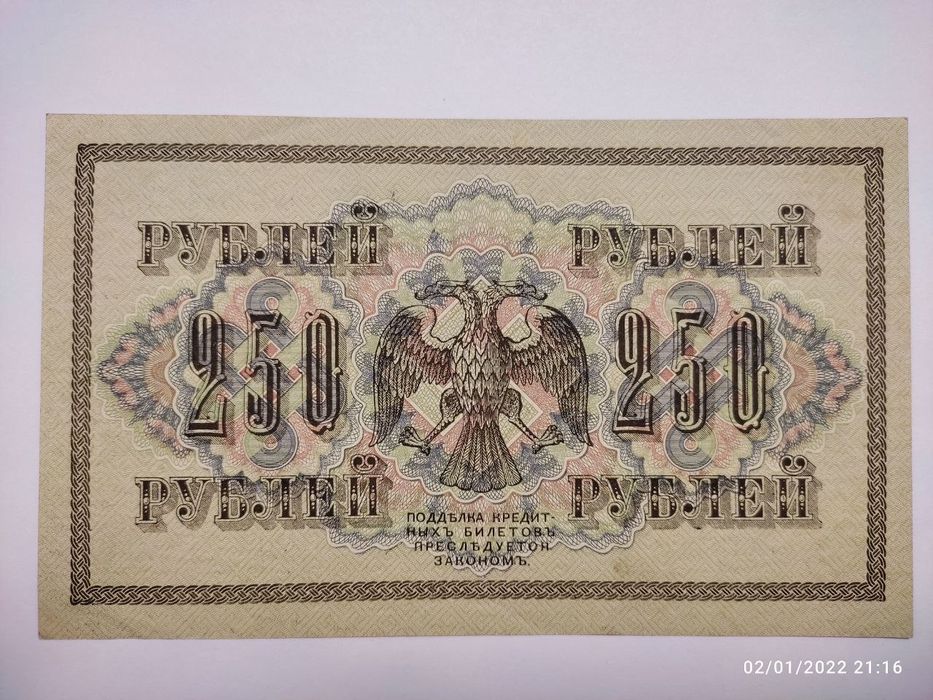 РУБЛЕЙ РУБЛЕЙ
250 250
РУБЛЕЙ РУБЛЕЙ
ПОДДѢЛКА КРЕДИТ-
НЫХЪ БИЛЕТОВЪ
ПРЕСЛѢДУЕТСЯ
ЗАКОНОМЪ.
02/01/2022 21:16